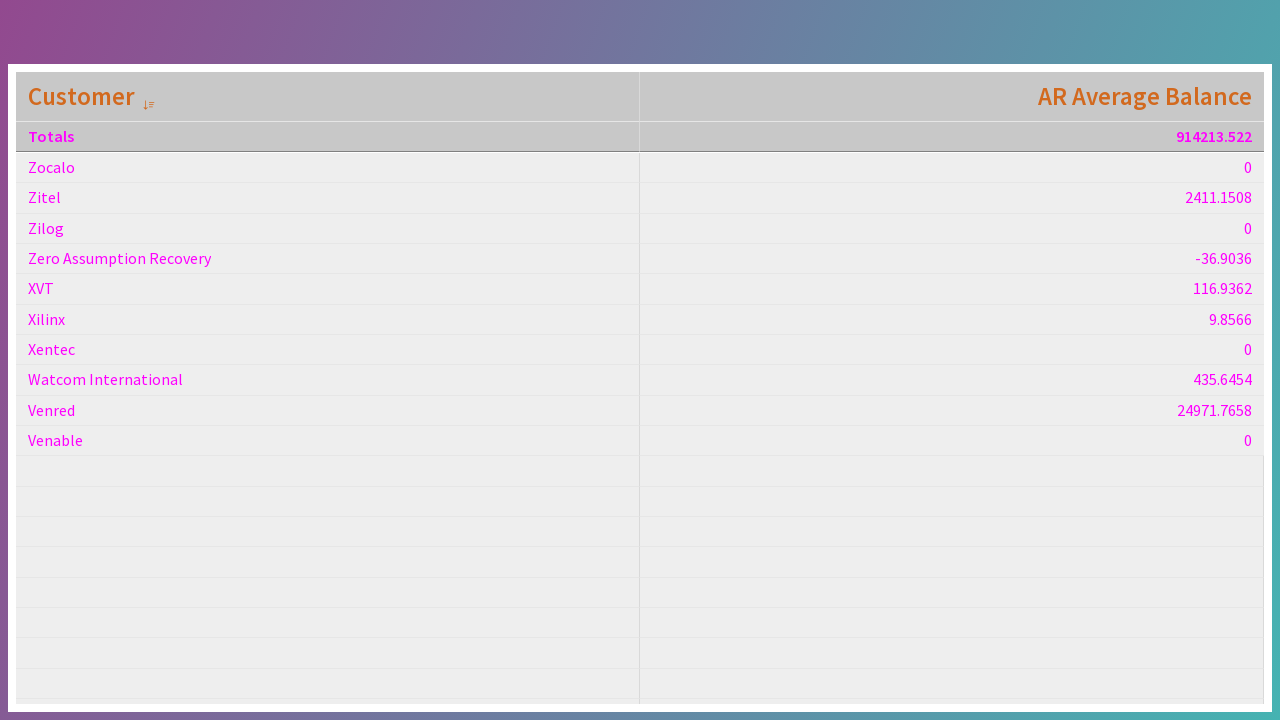 Customer AR Average Balance
Totals 914213.522
Zocalo 0
Zitel 2411.1508
Zilog 0
Zero Assumption Recovery -36.9036
XVT 116.9362
Xilinx 9.8566
Xentec 0
Watcom International 435.6454
Venred 24971.7658
Venable 0